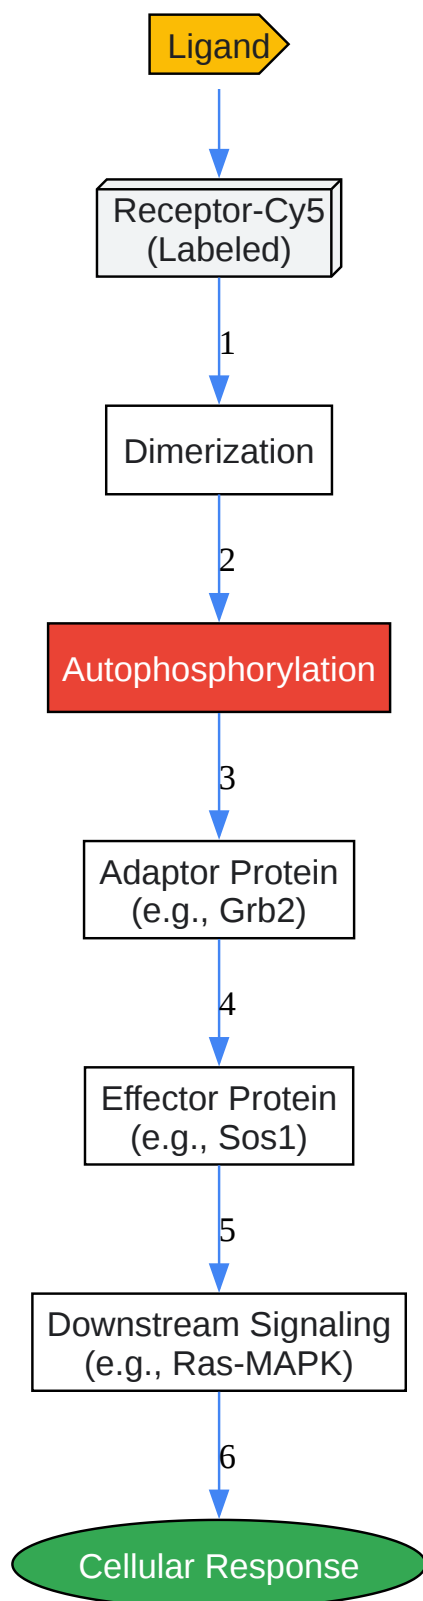 Ligand
Receptor-Cy5
(Labeled)
1
Dimerization
2
Autophosphorylation
3
Adaptor Protein
(e.g., Grb2)
4
Effector Protein
(e.g., Sos1)
5
Downstream Signaling
(e.g., Ras-MAPK)
6
Cellular Response